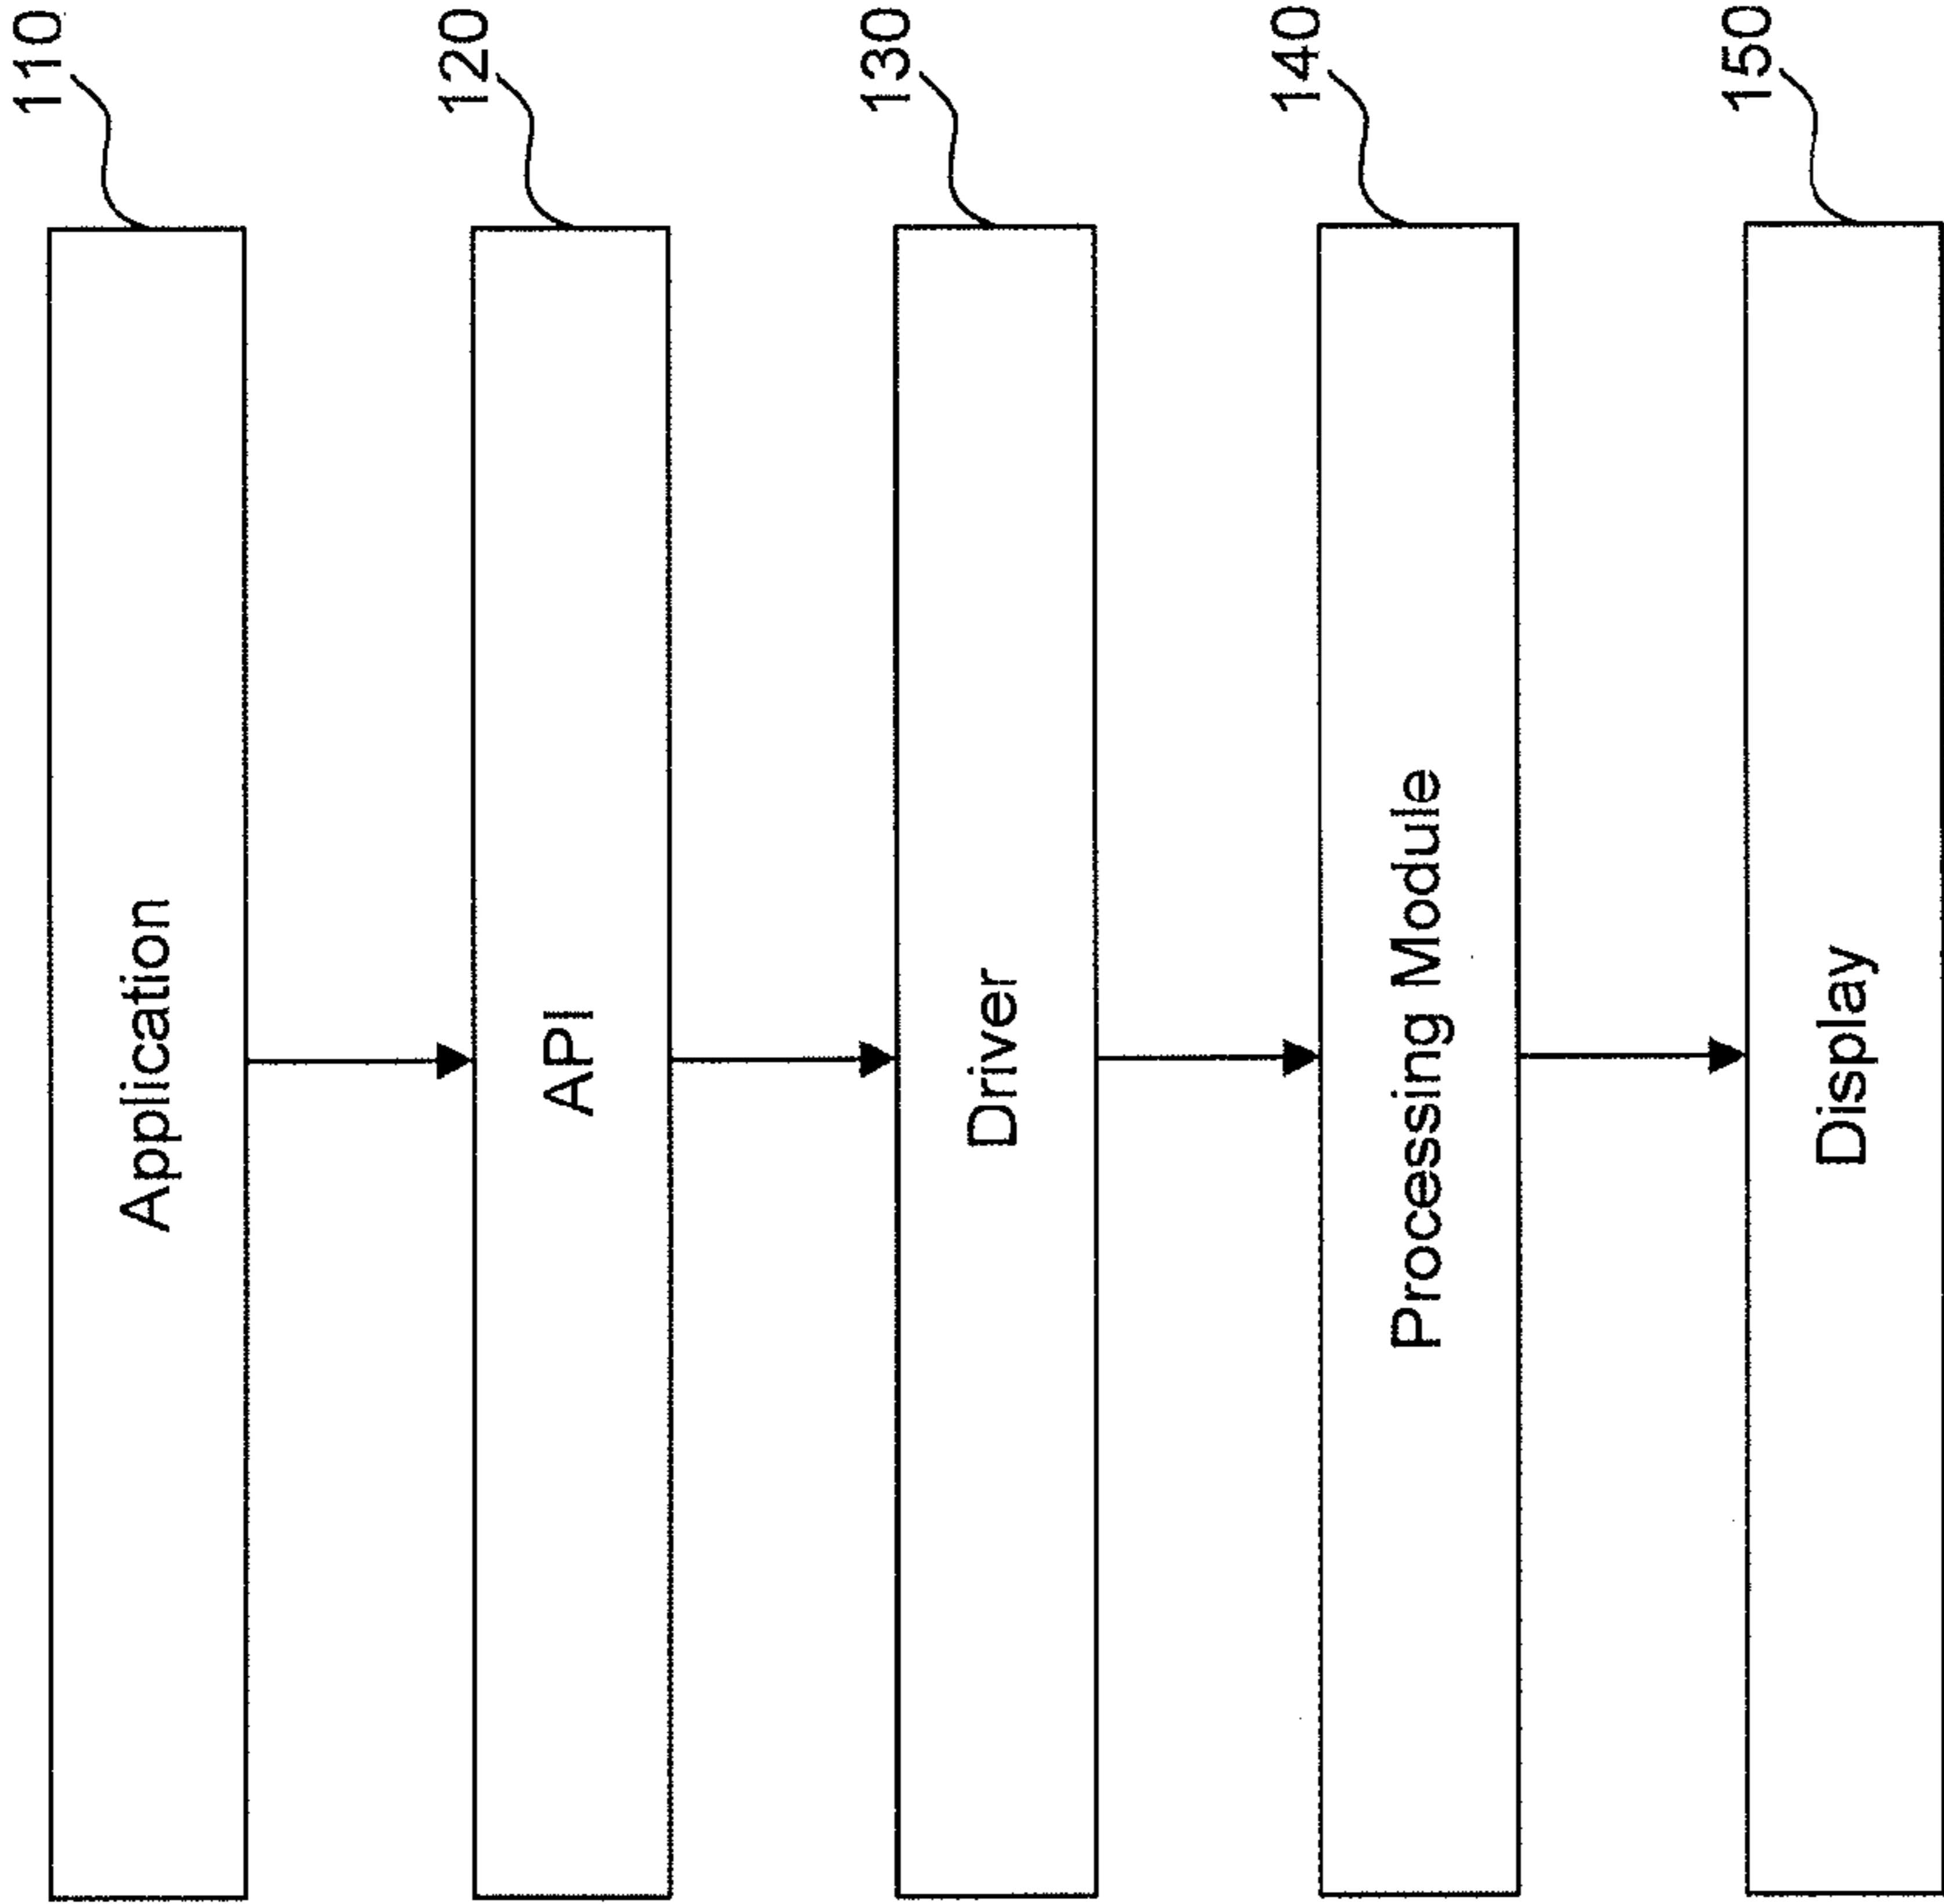 110
Application
120
API
130
Driver
140
Processing Module
150
Display